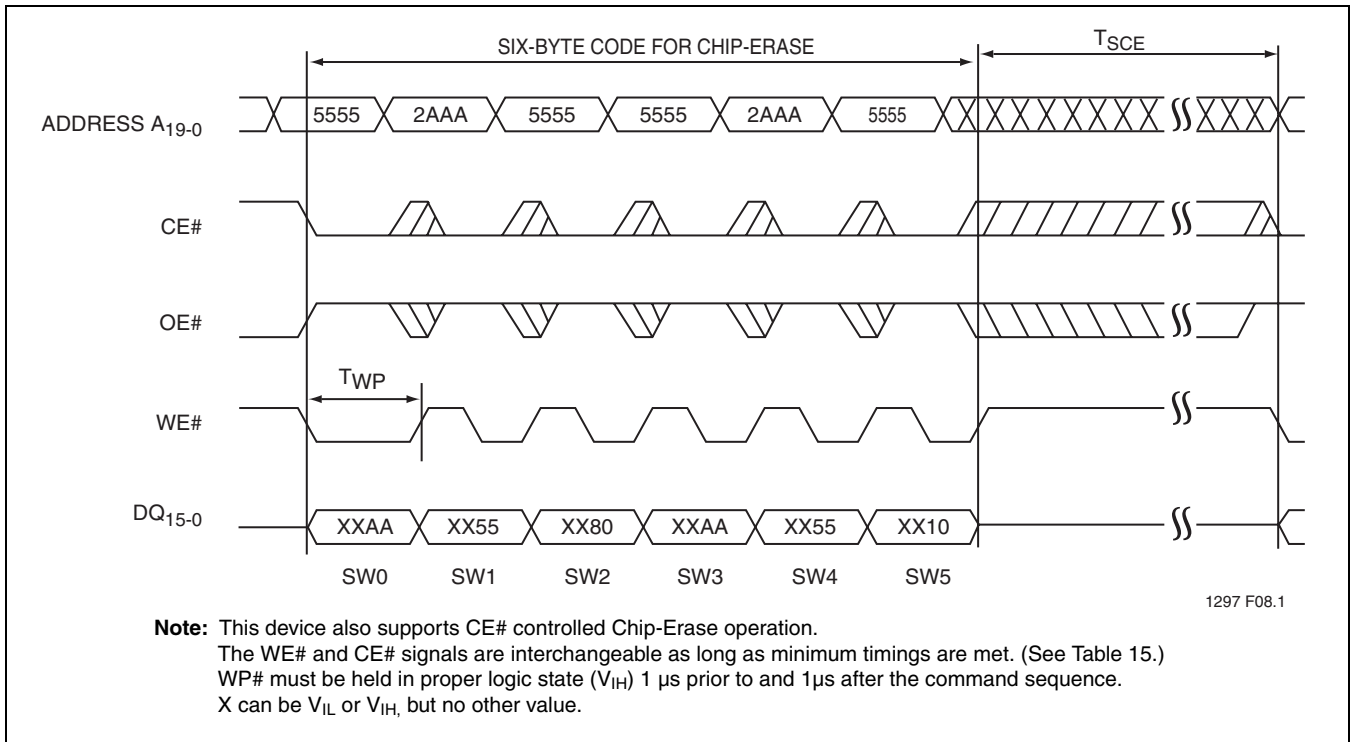 SIX-BYTE CODE FOR CHIP-ERASE
TSCE
ADDRESS A19-0
5555 2AAA 5555 5555 2AAA 5555
CE#
OE#
TWP
WE#
DQ15-0
XXAA XX55 XX80 XXAA XX55 XX10
SW0 SW1 SW2 SW3 SW4 SW5
1297 F08.1
Note: This device also supports CE# controlled Chip-Erase operation.
The WE# and CE# signals are interchangeable as long as minimum timings are met. (See Table 15.)
WP# must be held in proper logic state (VIH) 1 µs prior to and 1µs after the command sequence.
X can be VIL or VIH, but no other value.